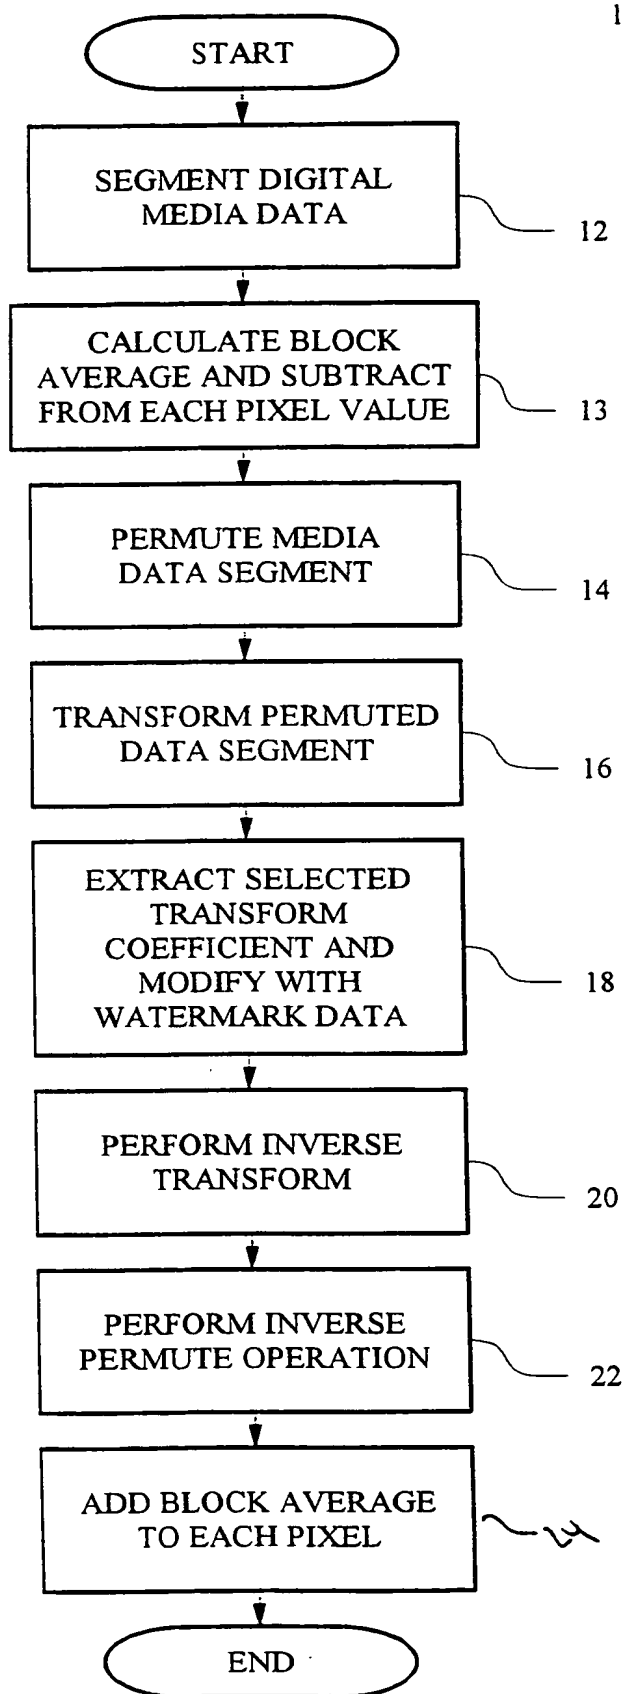 1
START
SEGMENT DIGITAL
MEDIA DATA
12
CALCULATE BLOCK
AVERAGE AND SUBTRACT
FROM EACH PIXEL VALUE
13
PERMUTE MEDIA
DATA SEGMENT
14
TRANSFORM PERMUTED
DATA SEGMENT
16
EXTRACT SELECTED
TRANSFORM
COEFFICIENT AND
MODIFY WITH
WATERMARK DATA
18
PERFORM INVERSE
TRANSFORM
20
PERFORM INVERSE
PERMUTE OPERATION
22
ADD BLOCK AVERAGE
TO EACH PIXEL
24
END